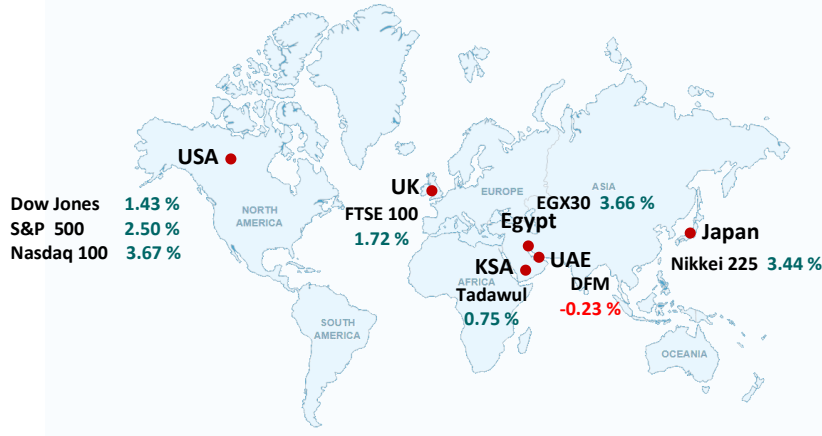 USA
Dow Jones 1.43 %
S&P 500 2.50 %
Nasdaq 100 3.67 %
NORTH
AMERICA
SOUTH
AMERICA
UK
FTSE 100
1.72 %
EUROPE
ASIA
EGX30 3.66 %
Egypt
KSA
AFRICA
Tadawul
0.75 %
UAE
DFM
-0.23 %
Japan
Nikkei 225 3.44 %
OCEANIA